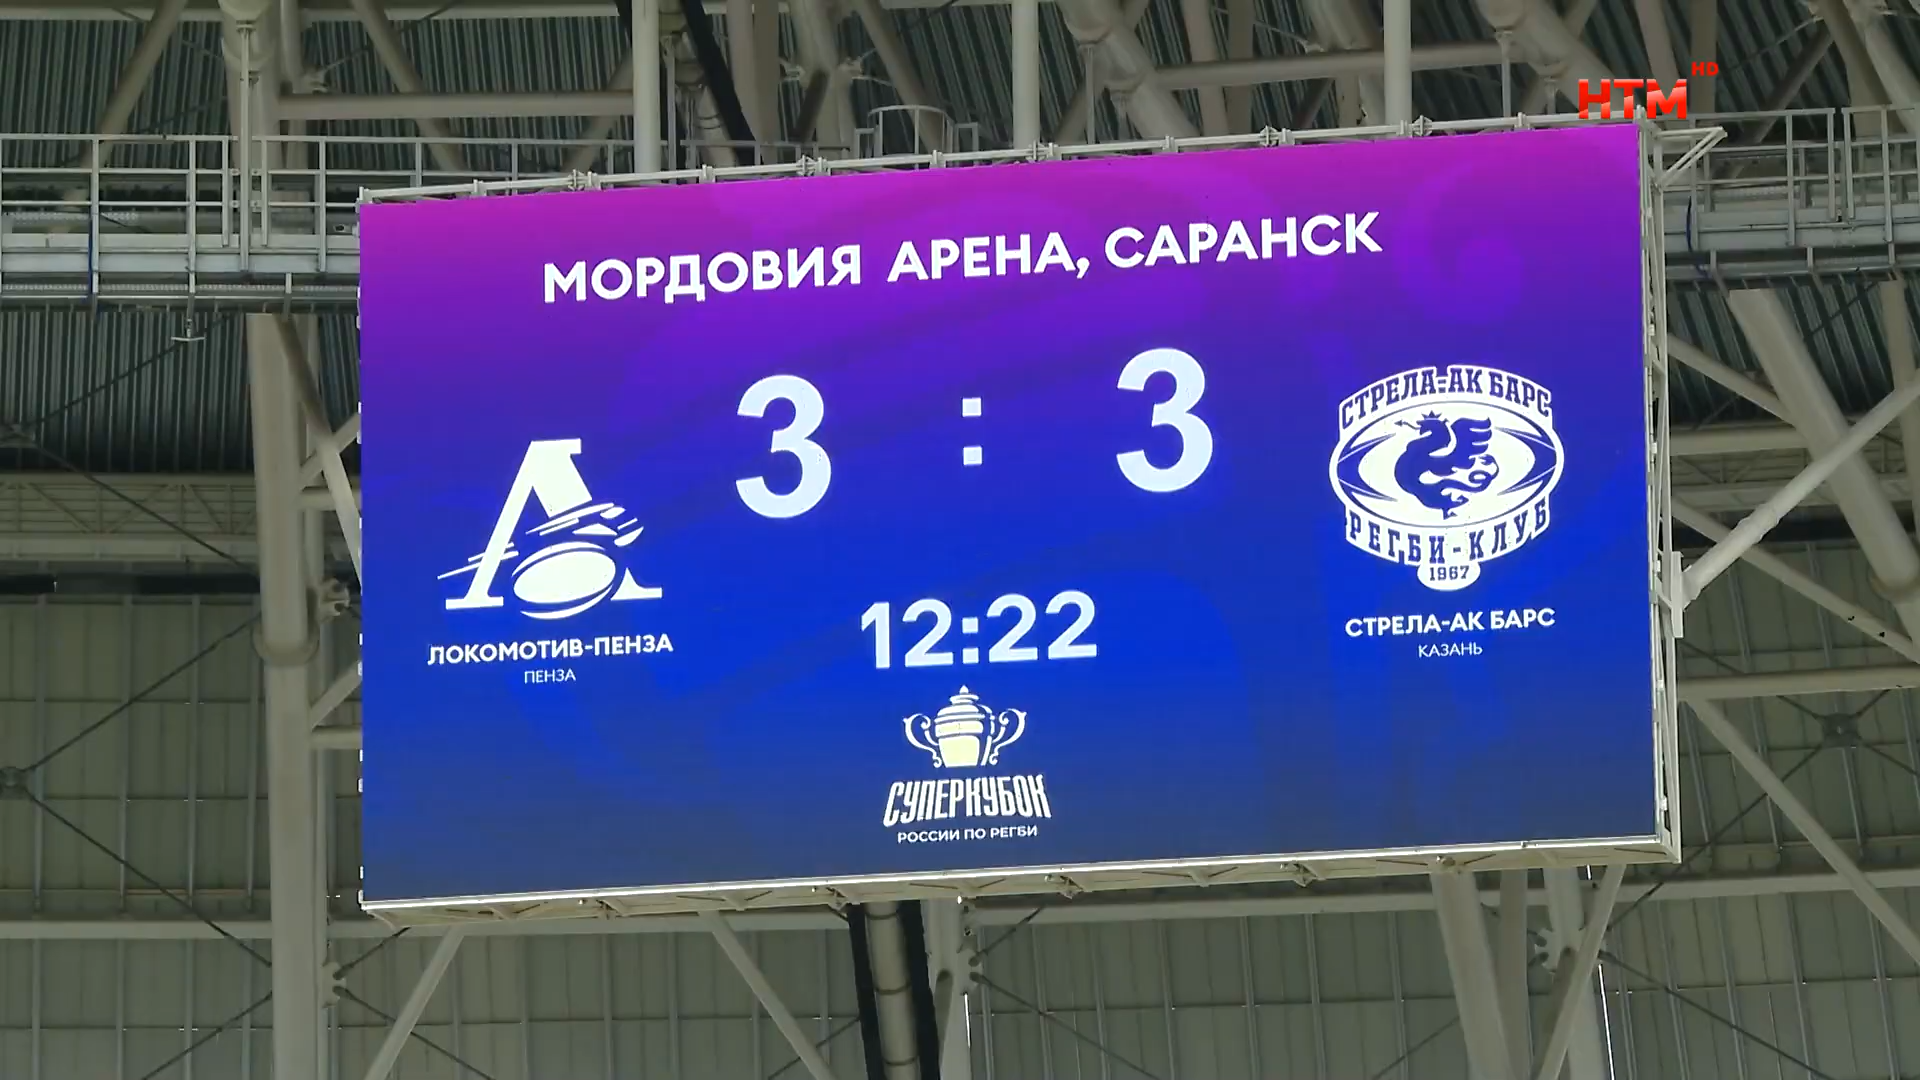 НТМ HD
МОРДОВИЯ АРЕНА, САРАНСК
3 : 3
СТРЕЛА-АК БАРС
РЕГБИ-КЛУБ
1967
ЛОКОМОТИВ-ПЕНЗА
ПЕНЗА
12:22
СТРЕЛА-АК БАРС
КАЗАНЬ
СУПЕРКУБОК
РОССИИ ПО РЕГБИ